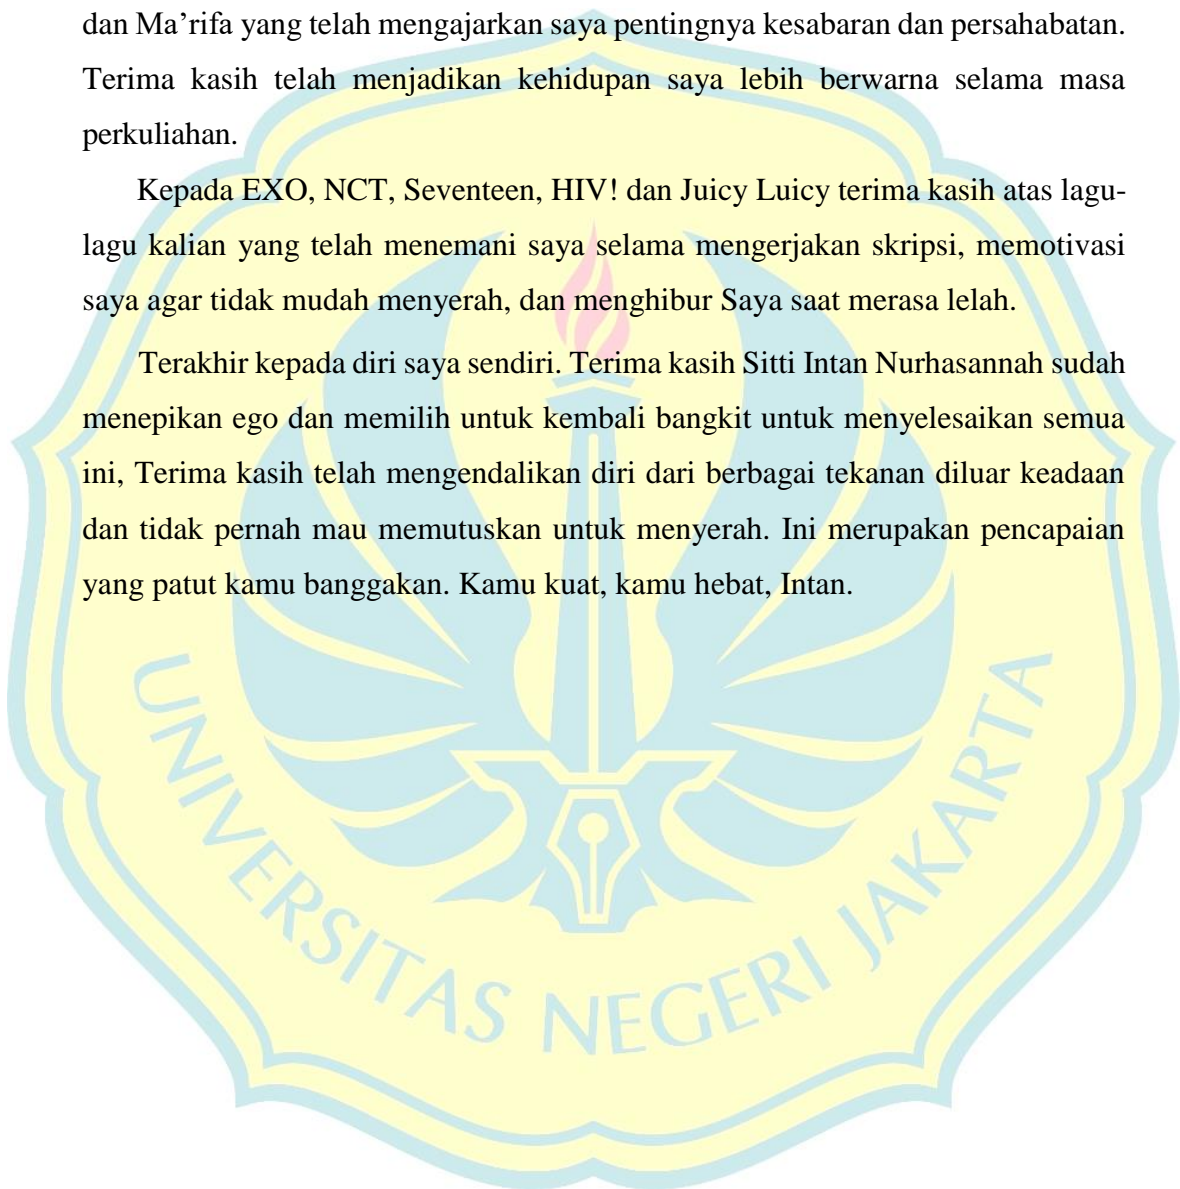 dan Ma’rifa yang telah mengajarkan saya pentingnya kesabaran dan persahabatan.
Terima kasih telah menjadikan kehidupan saya lebih berwarna selama masa
perkuliahan.
Kepada EXO, NCT, Seventeen, HIV! dan Juicy Luicy terima kasih atas lagu-
lagu kalian yang telah menemani saya selama mengerjakan skripsi, memotivasi
saya agar tidak mudah menyerah, dan menghibur Saya saat merasa lelah.
Terakhir kepada diri saya sendiri. Terima kasih Sitti Intan Nurhasannah sudah
menepikan ego dan memilih untuk kembali bangkit untuk menyelesaikan semua
ini, Terima kasih telah mengendalikan diri dari berbagai tekanan diluar keadaan
dan tidak pernah mau memutuskan untuk menyerah. Ini merupakan pencapaian
yang patut kamu banggakan. Kamu kuat, kamu hebat, Intan.
UNIVERSITAS NEGERI JAKARTA